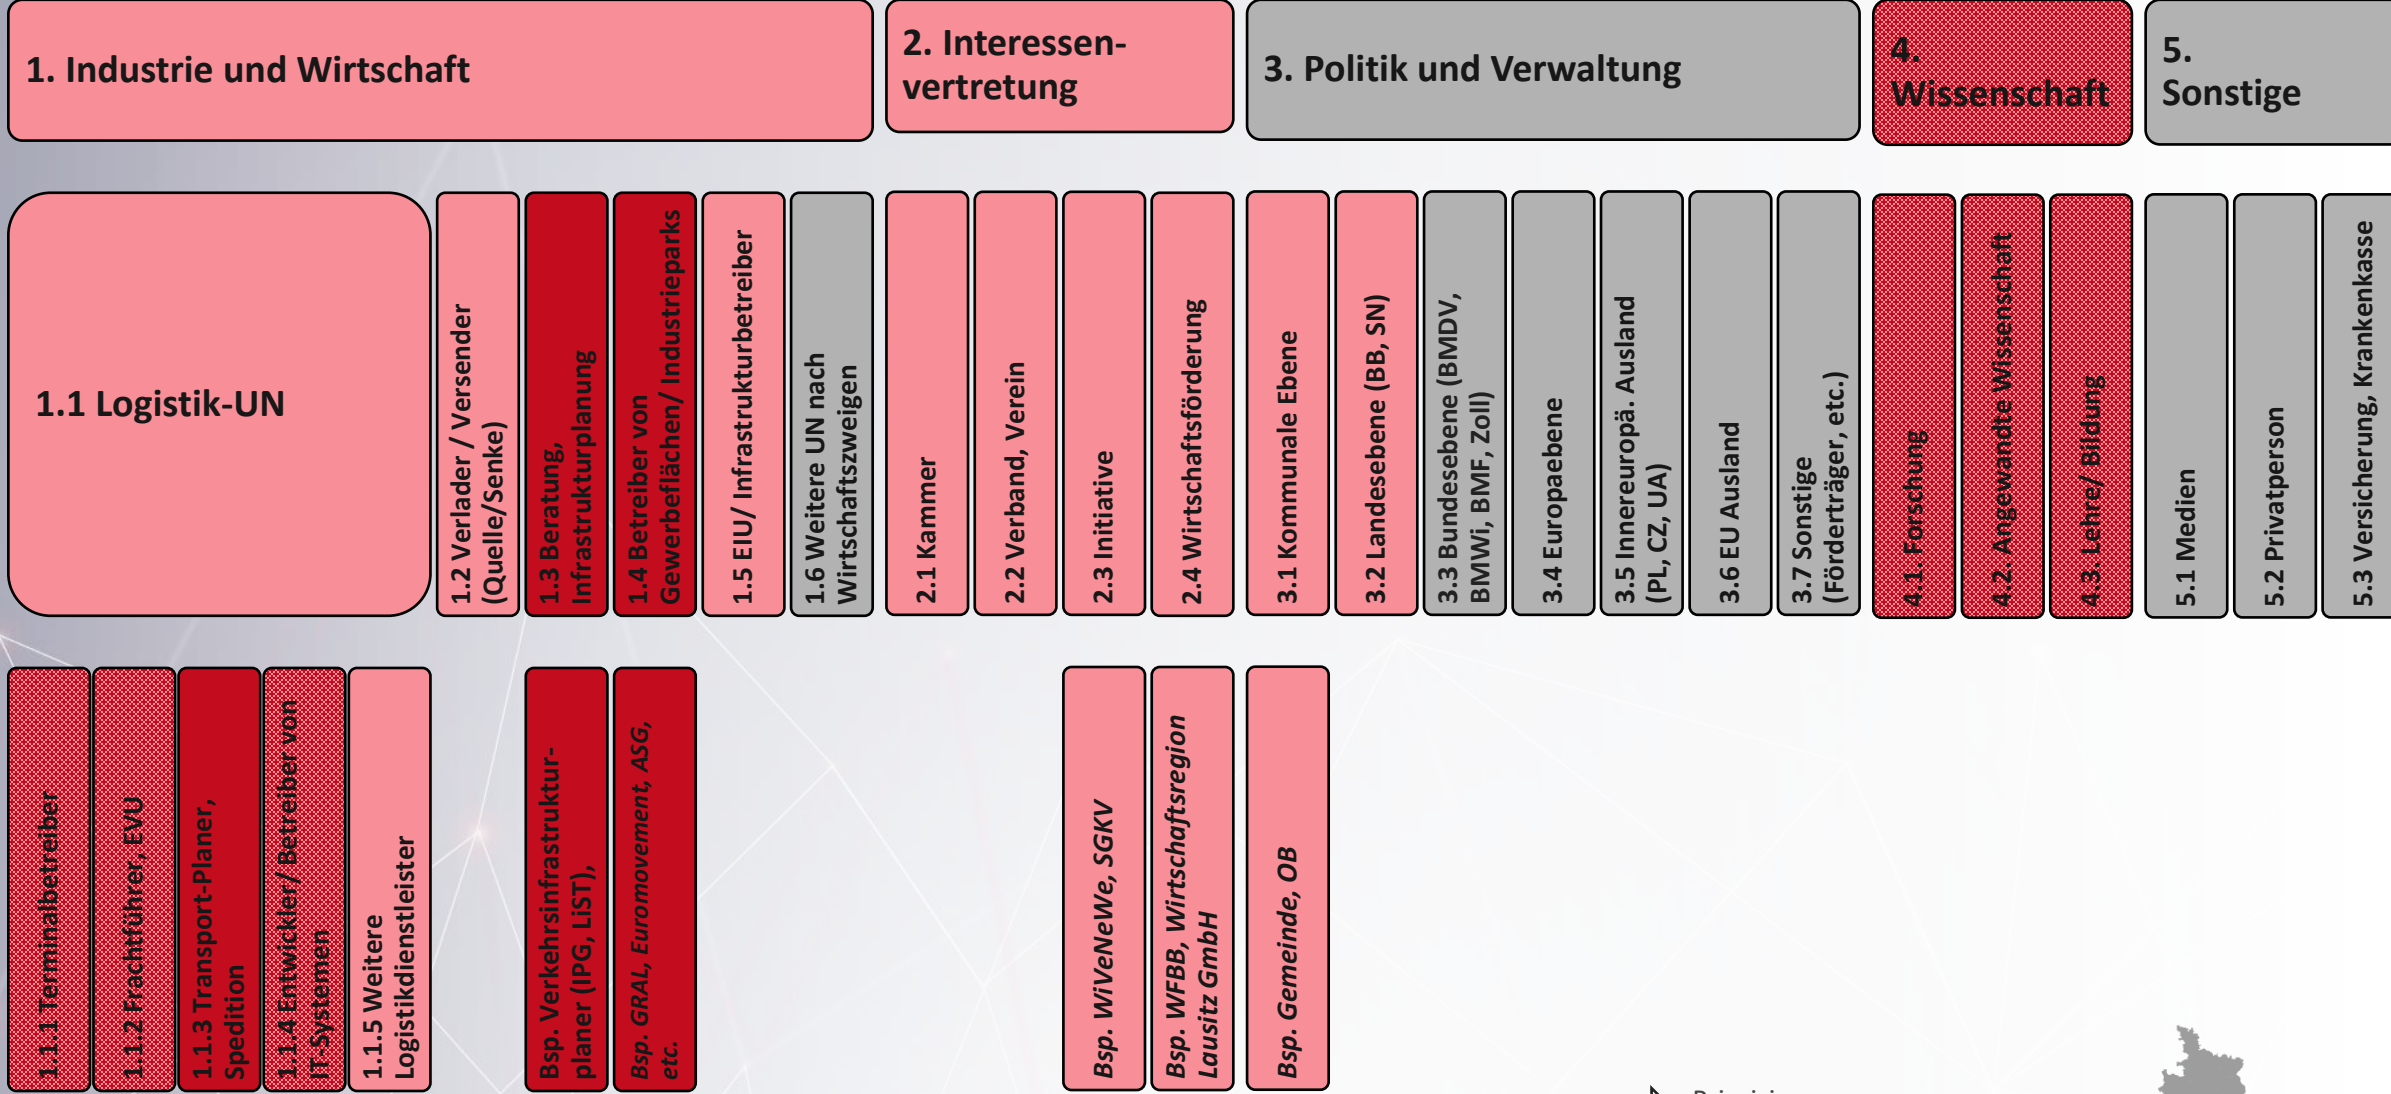 1. Industrie und Wirtschaft
2. Interessen-
vertretung
3. Politik und Verwaltung
4.
Wissenschaft
5.
Sonstige
1.1 Logistik-UN
1.2 Verlader / Versender
(Quelle/Senke)
1.3 Beratung,
Infrastrukturplanung
1.4 Betreiber von
Gewerbeflächen/ Industrieparks
1.5 EIU/ Infrastrukturbetreiber
1.6 Weitere UN nach
Wirtschaftszweigen
2.1 Kammer
2.2 Verband, Verein
2.3 Initiative
2.4 Wirtschaftsförderung
3.1 Kommunale Ebene
3.2 Landesebene (BB, SN)
3.3 Bundesebene (BMDV,
BMWi, BMF, Zoll)
3.4 Europaebene
3.5 Innereuropä. Ausland
(PL, CZ, UA)
3.6 EU Ausland
3.7 Sonstige
(Förderträger, etc.)
4.1. Forschung
4.2. Angewandte Wissenschaft
4.3. Lehre/ Bildung
5.1 Medien
5.2 Privatperson
5.3 Versicherung, Krankenkasse
1.1.1 Terminalbetreiber
1.1.2 Frachtführer, EVU
1.1.3 Transport-Planer,
Spedition
1.1.4 Entwickler/ Betreiber von
IT-Systemen
1.1.5 Weitere
Logistikdienstleister
Bsp. Verkehrsinfrastruktur-
planer (IPG, LiST),
Bsp. GRAL, Euromovement, ASG,
etc.
Bsp. WiVeNeWe, SGKV
Bsp. WFBB, Wirtschaftsregion
Lausitz GmbH
Bsp. Gemeinde, OB